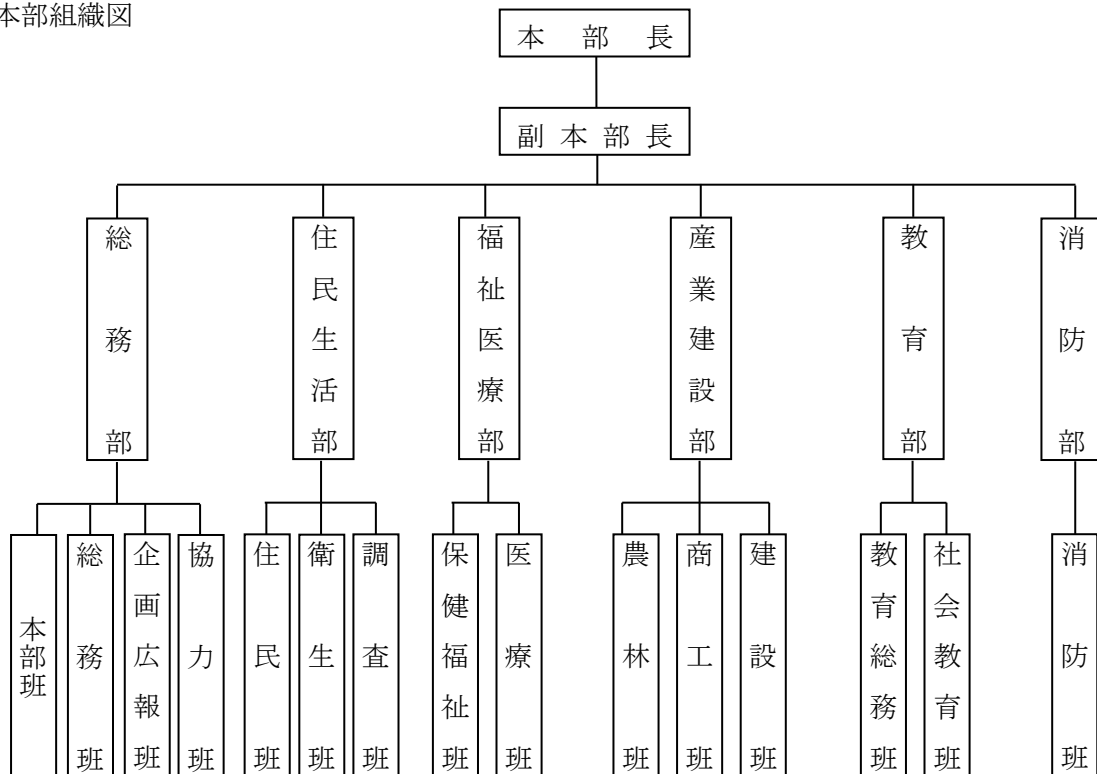 本部組織図
本部長
副本部長
総務部
住民生活部
福祉医療部
産業建設部
教育部
消防部
本部班
総務班
企画広報班
協力班
住民班
衛生班
調査班
保健福祉班
医療班
農林班
商工班
建設班
教育総務班
社会教育班
消防班